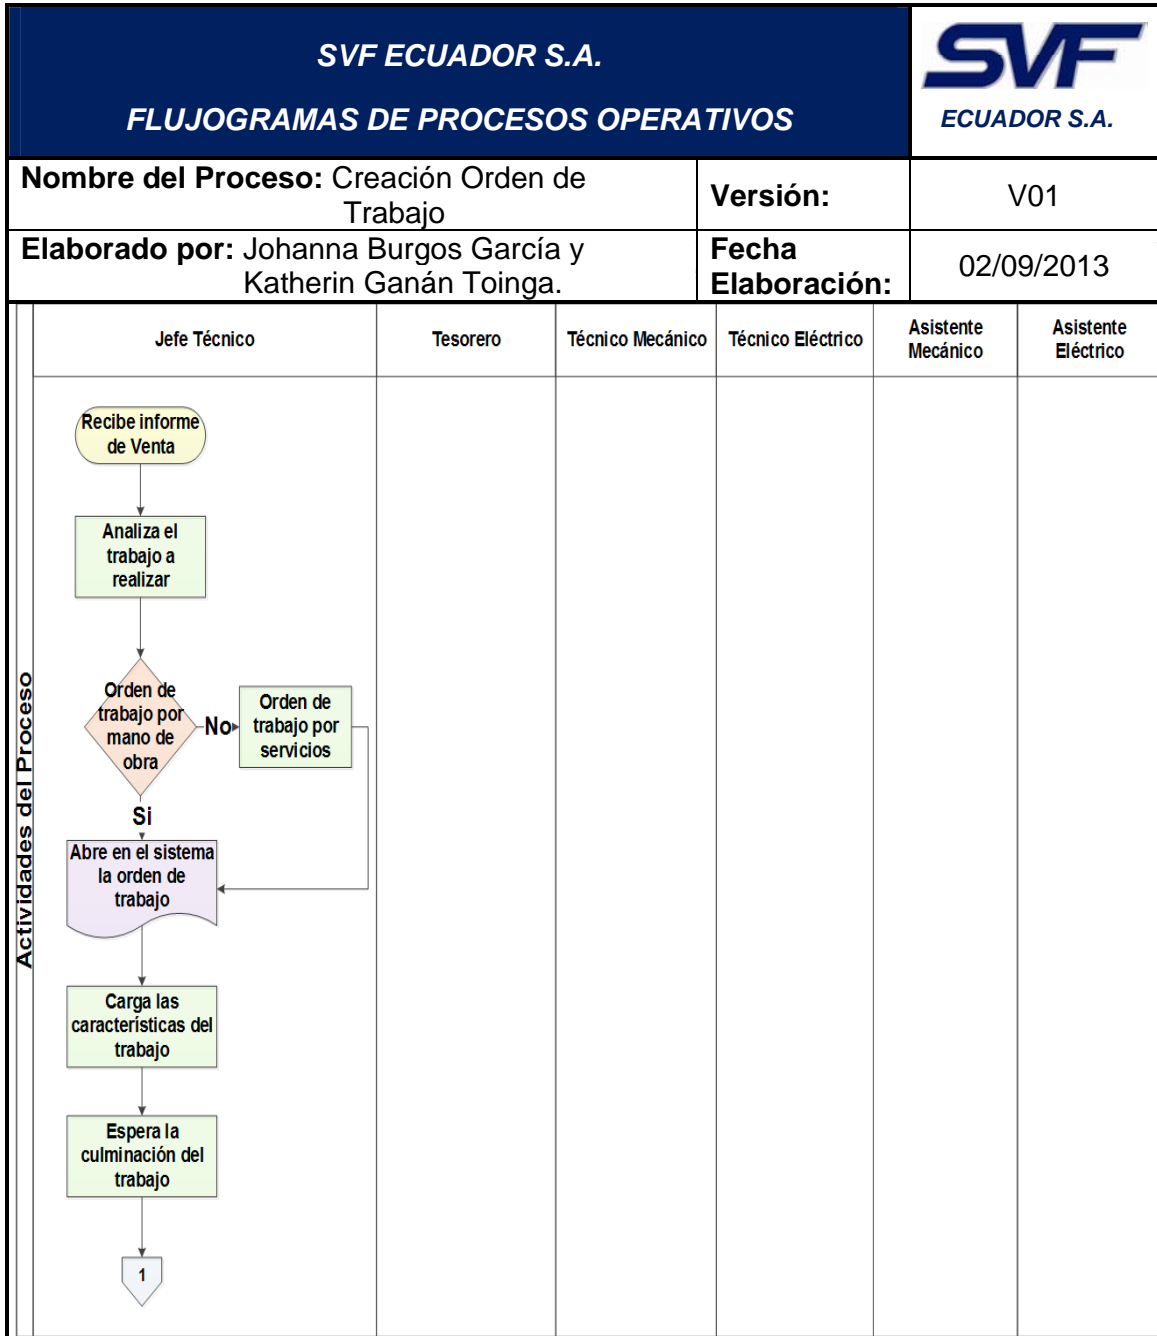 SVF ECUADOR S.A.
FLUJOGRAMAS DE PROCESOS OPERATIVOS
SVF
ECUADOR S.A.
Nombre del Proceso: Creación Orden de
Trabajo
Versión:
V01
Elaborado por: Johanna Burgos García y
Katherin Ganán Toinga.
Fecha
Elaboración:
02/09/2013
Jefe Técnico
Tesorero
Técnico Mecánico
Técnico Eléctrico
Asistente
Mecánico
Asistente
Eléctrico
Actividades del Proceso
Recibe informe
de Venta
Analiza el
trabajo a
realizar
Orden de
trabajo por
mano de
obra
No
Orden de
trabajo por
servicios
Si
Abre en el sistema
la orden de
trabajo
Carga las
características del
trabajo
Espera la
culminación del
trabajo
1